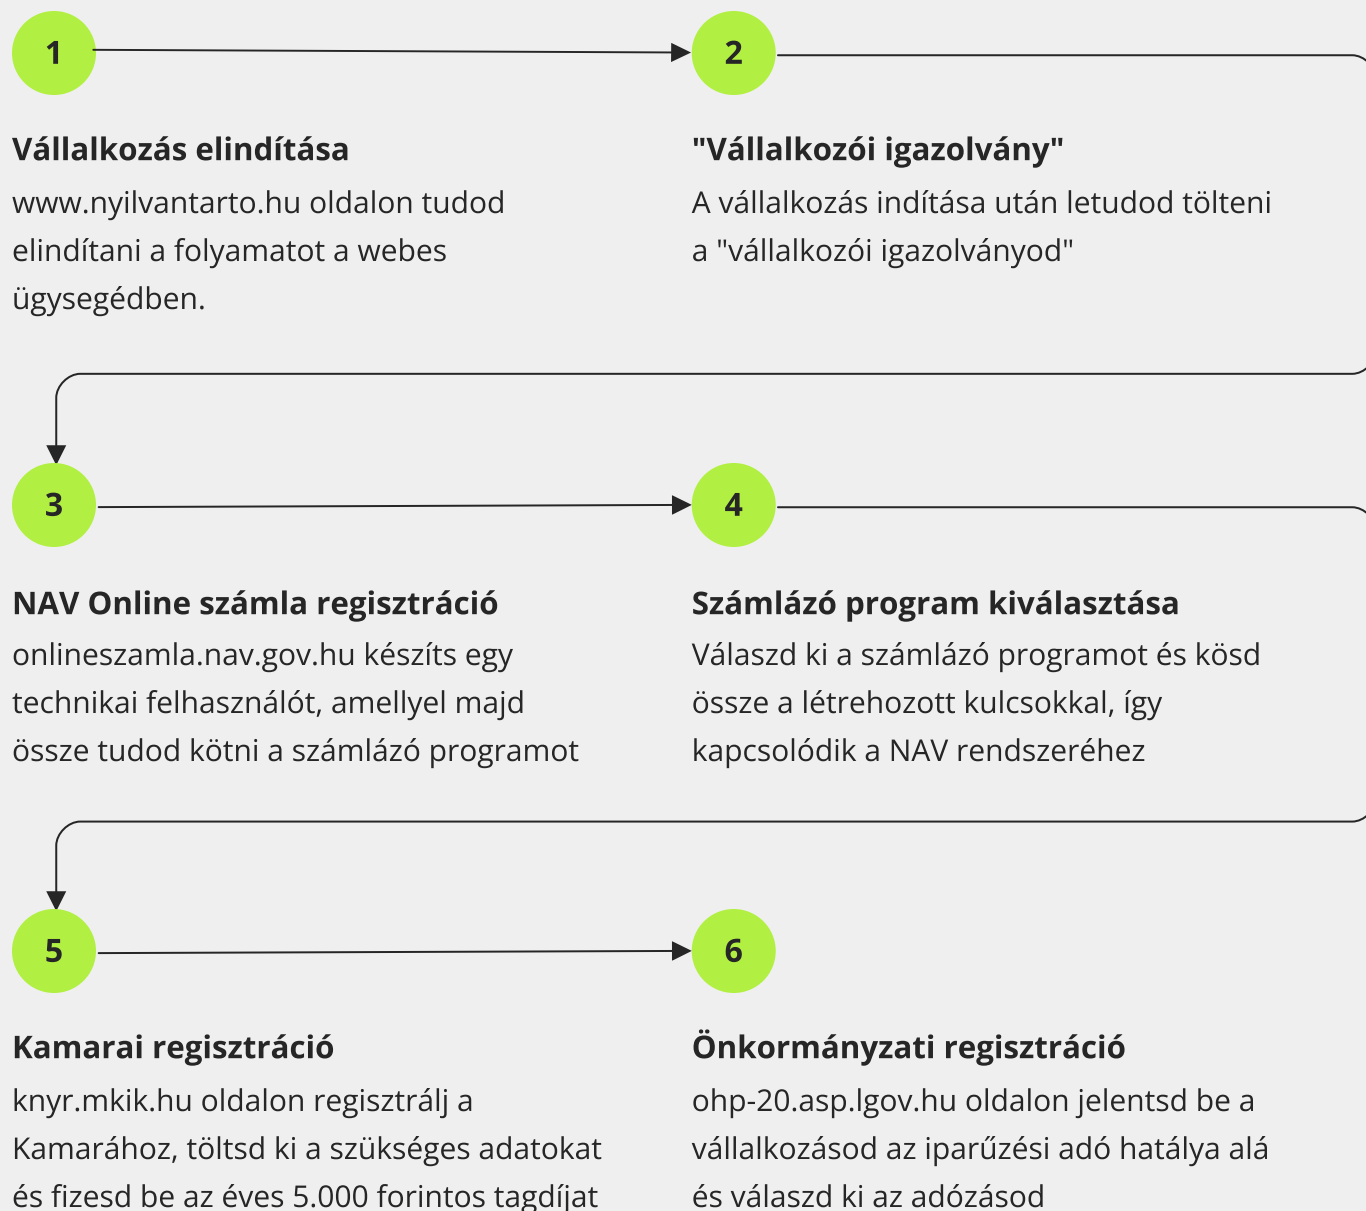 1
2
Vállalkozás elindítása
www.nyilvantarto.hu oldalon tudod
elindítani a folyamatot a webes
ügysegédben.
"Vállalkozói igazolvány"
A vállalkozás indítása után letudod tölteni
a "vállalkozói igazolványod"
3
4
NAV Online számla regisztráció
onlineszamla.nav.gov.hu készíts egy
technikai felhasználót, amellyel majd
össze tudod kötni a számlázó programot
Számlázó program kiválasztása
Válaszd ki a számlázó programot és kösd
össze a létrehozott kulcsokkal, így
kapcsolódik a NAV rendszeréhez
5
6
Kamarai regisztráció
knyr.mkik.hu oldalon regisztrálj a
Kamarához, töltsd ki a szükséges adatokat
és fizesd be az éves 5.000 forintos tagdíjat
Önkormányzati regisztráció
ohp-20.asp.lgov.hu oldalon jelentsd be a
vállalkozásod az iparűzési adó hatálya alá
és válaszd ki az adózásod